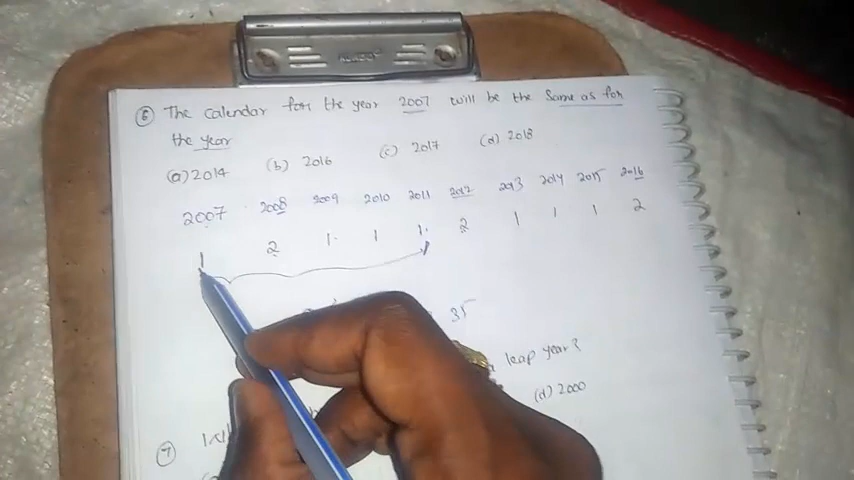 6 The Calendar for the year 2007 will be the Same as for
the year
(a) 2014 (b) 2016 (c) 2017 (d) 2018
2007 2008 2009 2010 2011 2012 2013 2014 2015 2016
1 2 1 1 1 2 1 1 1 2
35
leap year?
(d) 2000
7